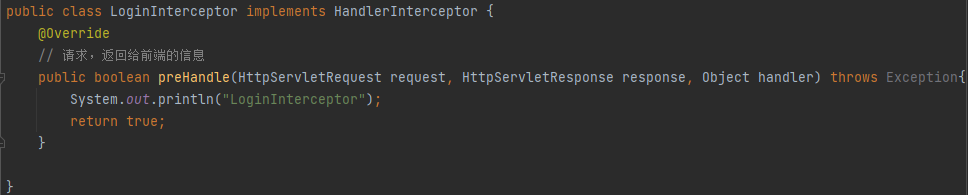 public class LoginInterceptor implements HandlerInterceptor {
    @Override
    // 请求，返回给前端的信息
    public boolean preHandle(HttpServletRequest request, HttpServletResponse response, Object handler) throws Exception{
        System.out.println("LoginInterceptor");
        return true;
    }
}